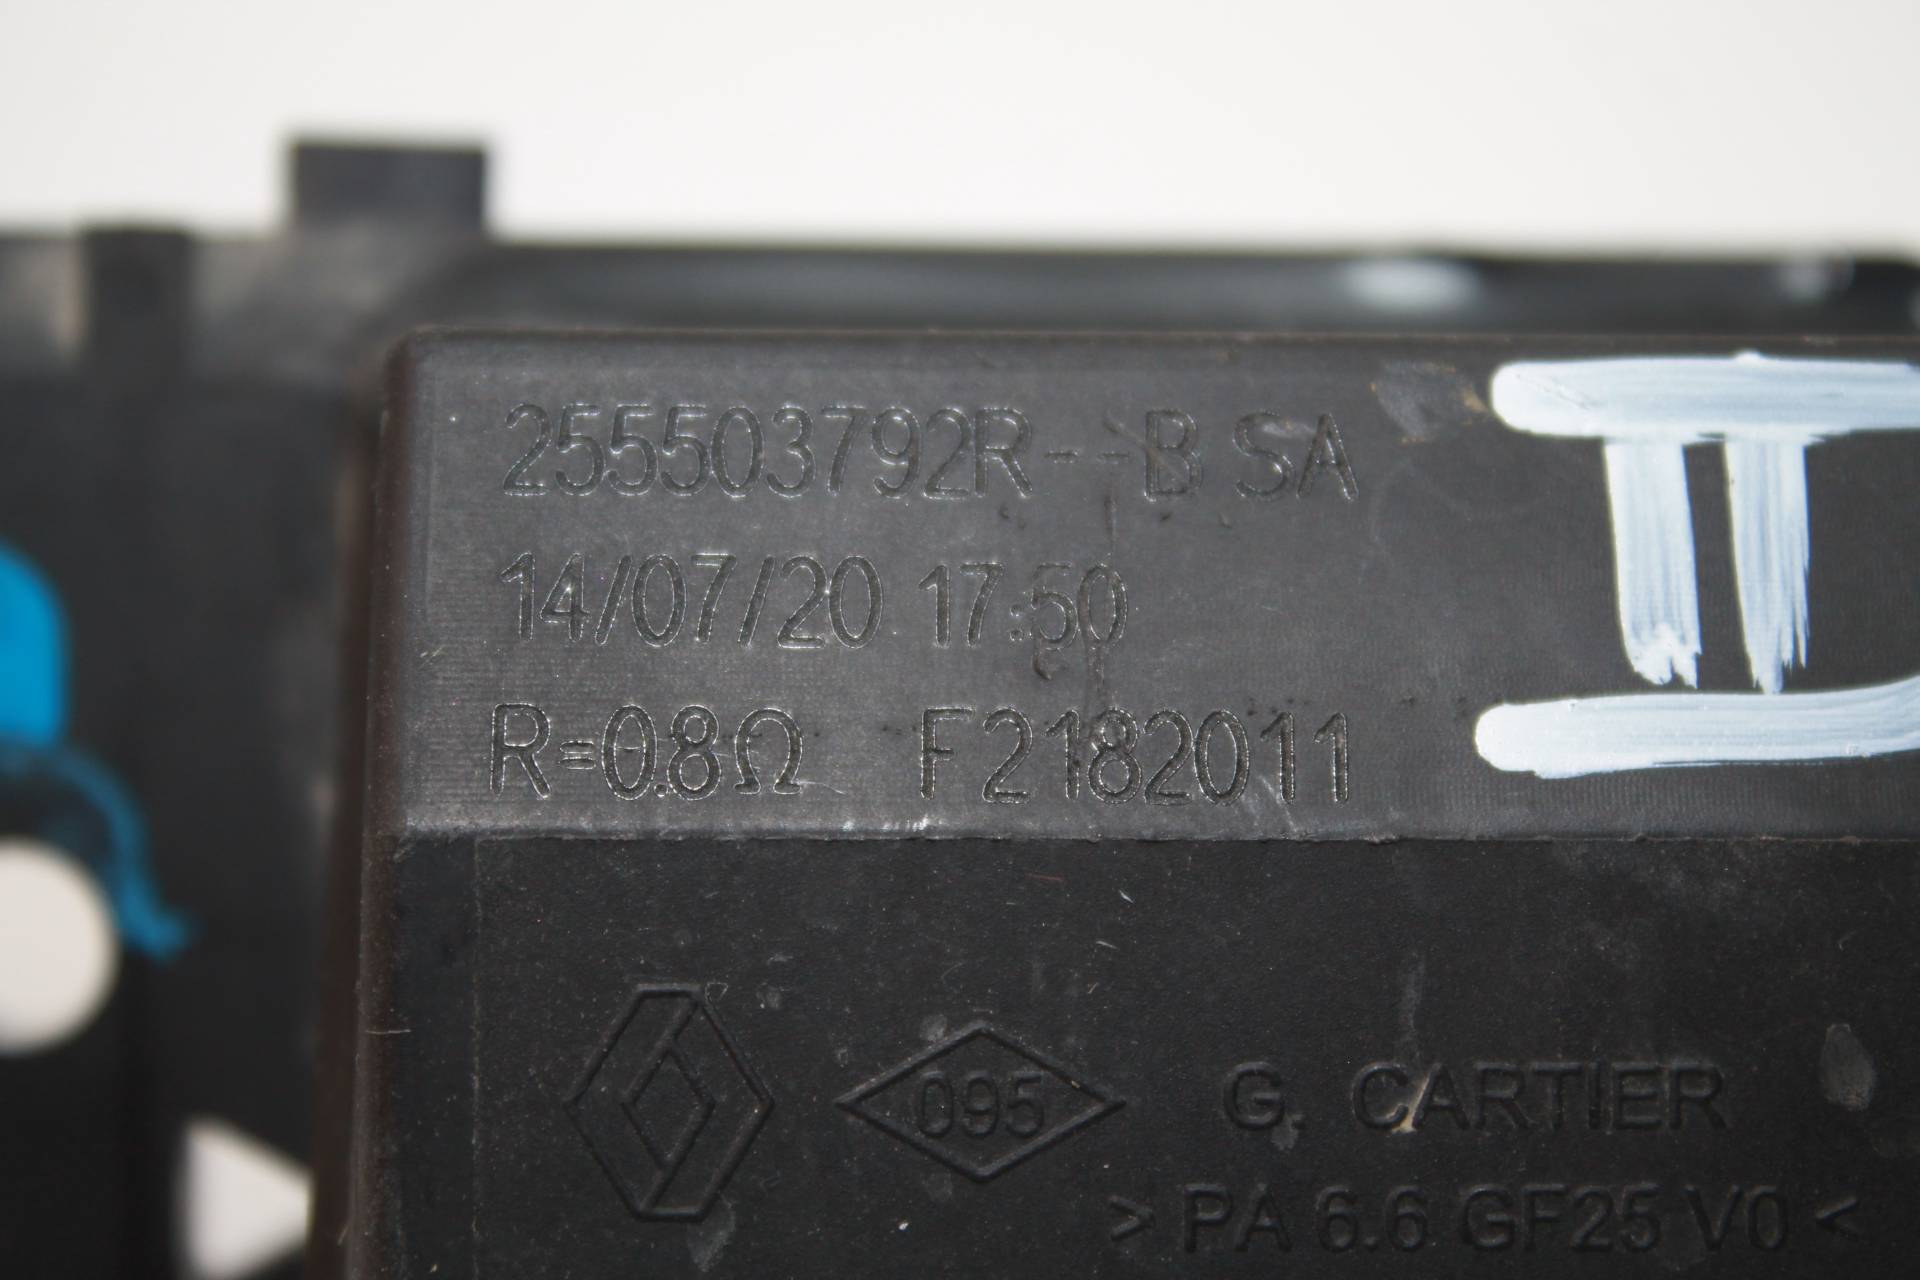 255503792R--B SA
14/07/20 17:50
R=0.8Ω F2182011
095 G. CARTIER
>PA 6.6 GF25 V0<